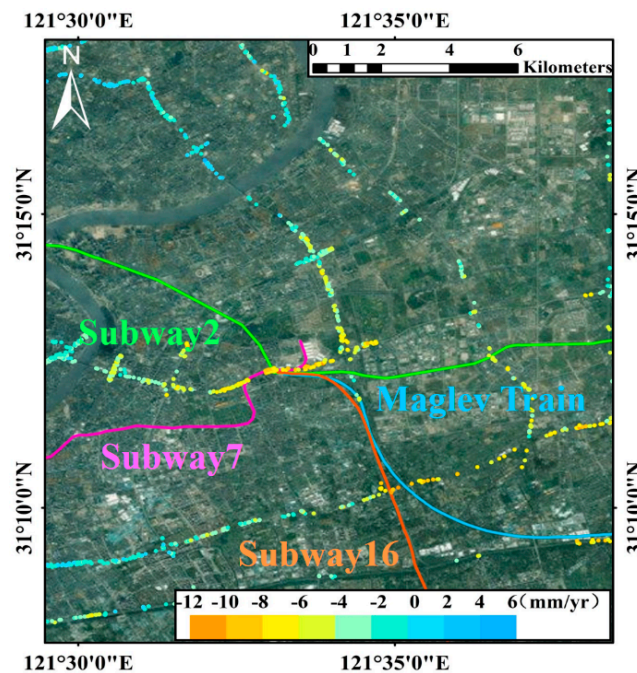 121°30'0"E 121°35'0"E
N
0 1 2 4 6
Kilometers
31°15'0"N 31°15'0"N
Subway2
Maglev Train
Subway7
31°10'0"N 31°10'0"N
Subway16
-12 -10 -8 -6 -4 -2 0 2 4 6（mm/yr）
121°30'0"E 121°35'0"E